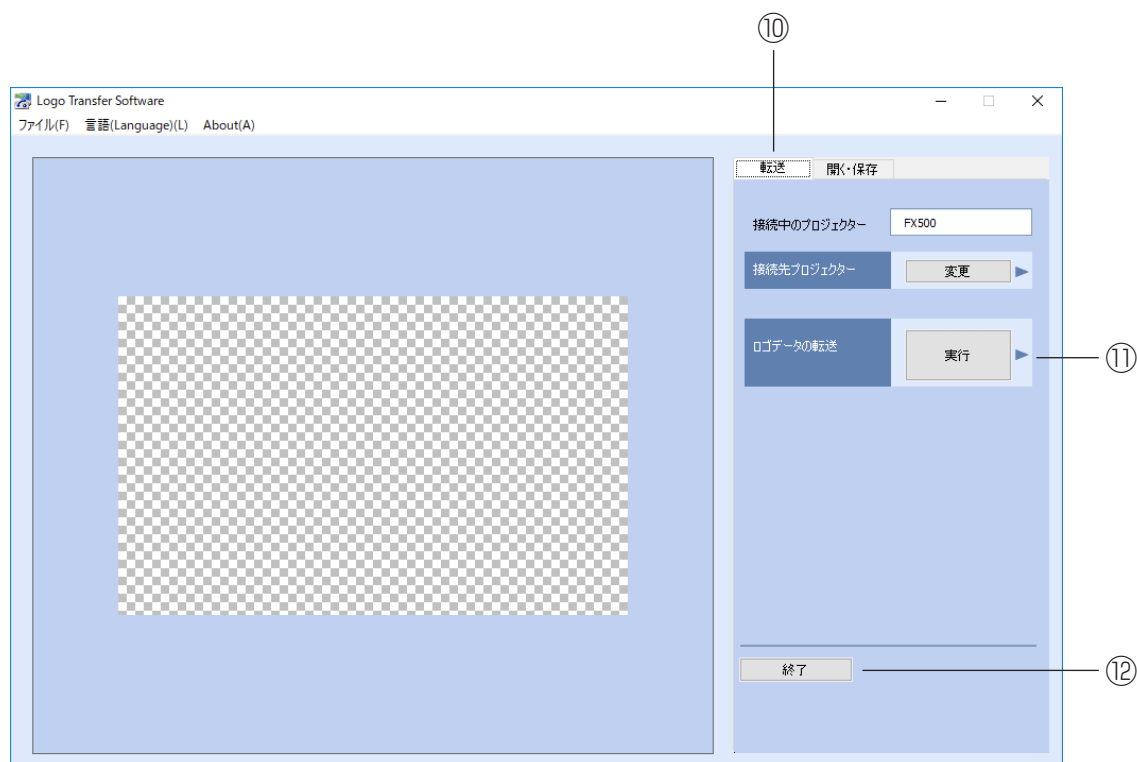 ⑩
Logo Transfer Software
ファイル(F) 言語(Language)(L) About(A)
転送 開く・保存
接続中のプロジェクター FX500
接続先プロジェクター 変更
ロゴデータの転送 実行 ⑪
終了 ⑫